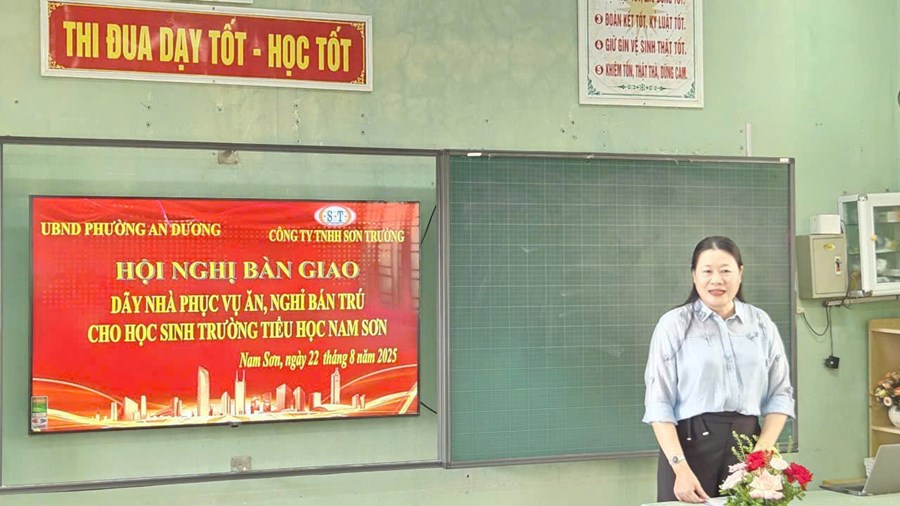 THI ĐUA DẠY TỐT - HỌC TỐT
③ ĐOÀN KẾT TỐT, KỶ LUẬT TỐT.
④ GIỮ GÌN VỆ SINH THẬT TỐT.
⑤ KHIÊM TỐN, THẬT THÀ, DŨNG CẢM.
S-T
UBND PHƯỜNG AN DƯƠNG
CÔNG TY TNHH SƠN TRƯỜNG
HỘI NGHỊ BÀN GIAO
DÃY NHÀ PHỤC VỤ ĂN, NGHỈ BÁN TRÚ
CHO HỌC SINH TRƯỜNG TIỂU HỌC NAM SƠN
Nam Sơn, ngày 22 tháng 8 năm 2025